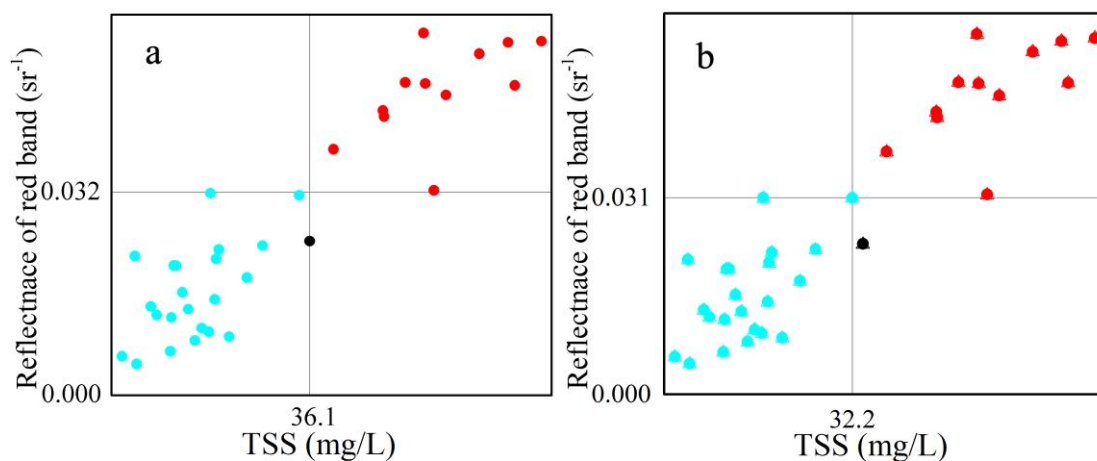 a
Reflectnace of red band (sr⁻¹)
0.032
0.000
36.1
TSS (mg/L)
b
Reflectnace of red band (sr⁻¹)
0.031
0.000
32.2
TSS (mg/L)